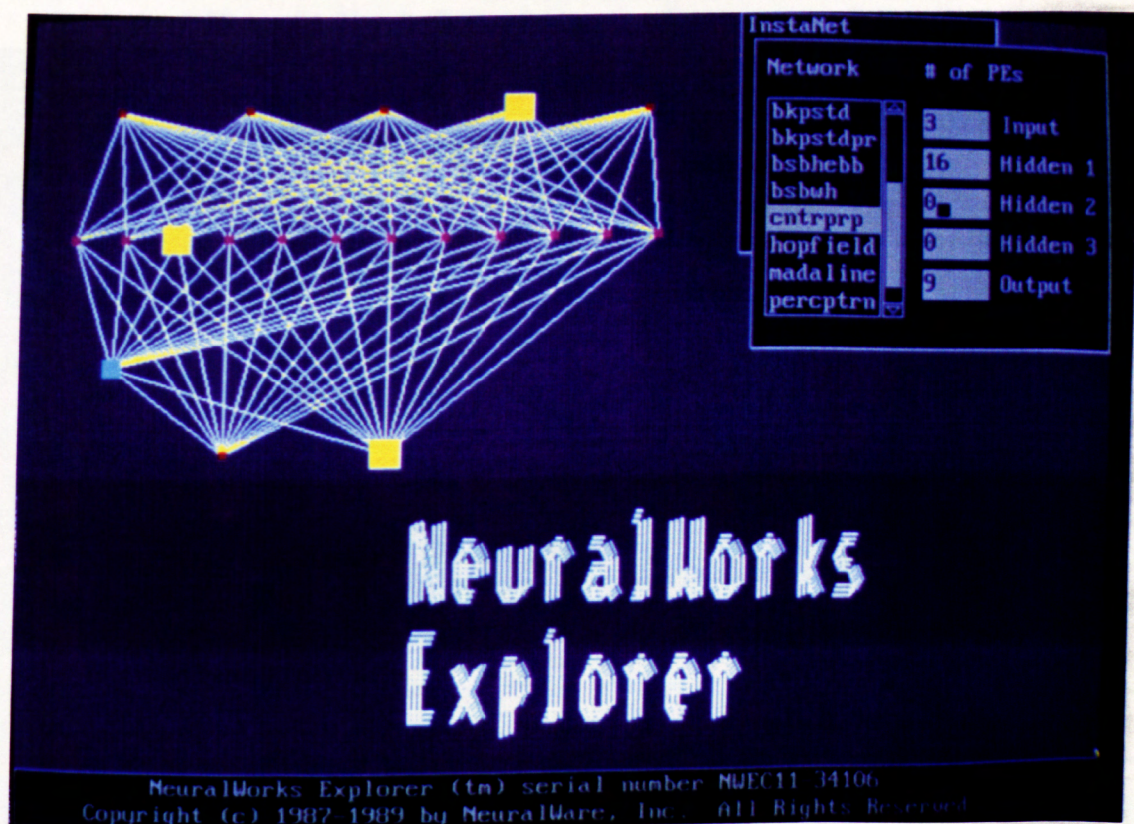 InstaNet
Network # of PEs
bkpstd
bkpstdpr
bsbhebb
bsbwh
cntrprp
hopfield
madaline
percptrn
3 Input
16 Hidden 1
0 Hidden 2
0 Hidden 3
9 Output
NeuralWorks
Explorer
NeuralWorks Explorer (tm) serial number NWEC11 34106
Copyright (c) 1987-1989 by NeuralWare, Inc. All Rights Reserved